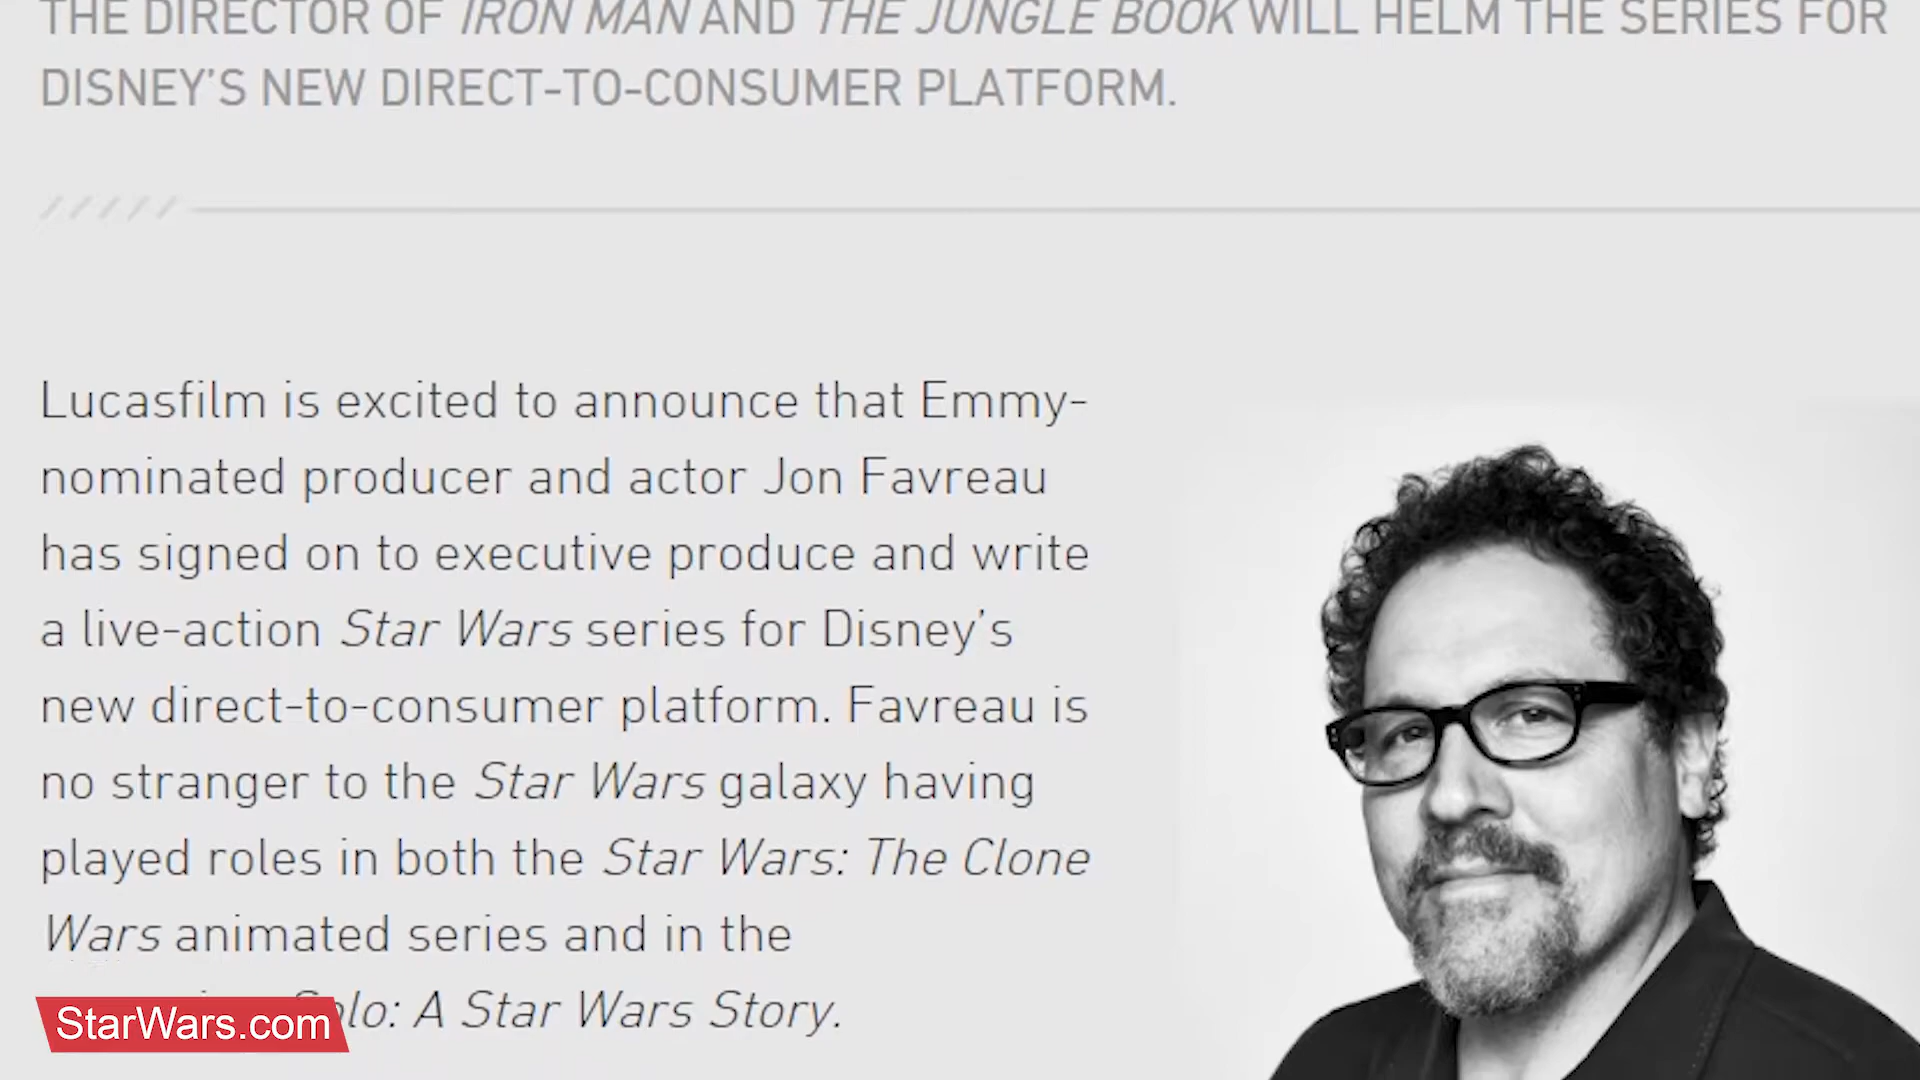 THE DIRECTOR OF IRON MAN AND THE JUNGLE BOOK WILL HELM THE SERIES FOR
DISNEY'S NEW DIRECT-TO-CONSUMER PLATFORM.
Lucasfilm is excited to announce that Emmy-
nominated producer and actor Jon Favreau
has signed on to executive produce and write
a live-action Star Wars series for Disney's
new direct-to-consumer platform. Favreau is
no stranger to the Star Wars galaxy having
played roles in both the Star Wars: The Clone
Wars animated series and in the
Solo: A Star Wars Story.
StarWars.com